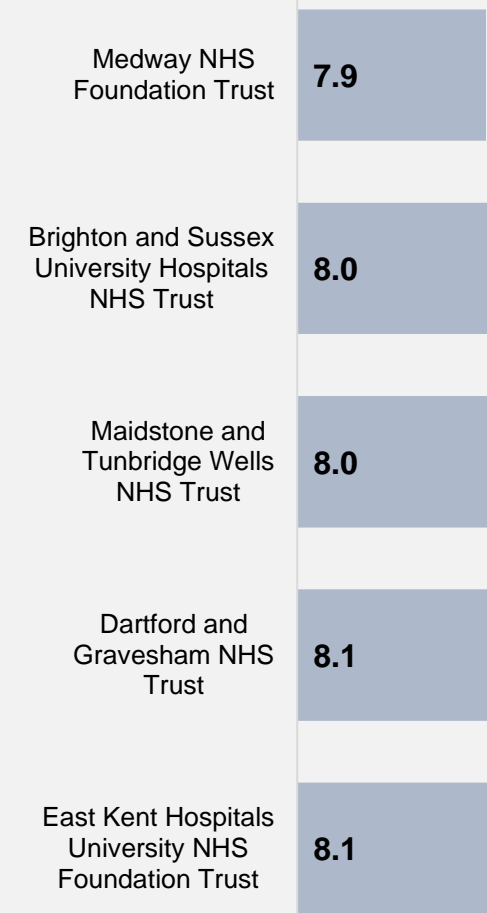 Medway NHS
Foundation Trust
7.9
Brighton and Sussex
University Hospitals
NHS Trust
8.0
Maidstone and
Tunbridge Wells
NHS Trust
8.0
Dartford and
Gravesham NHS
Trust
8.1
East Kent Hospitals
University NHS
Foundation Trust
8.1